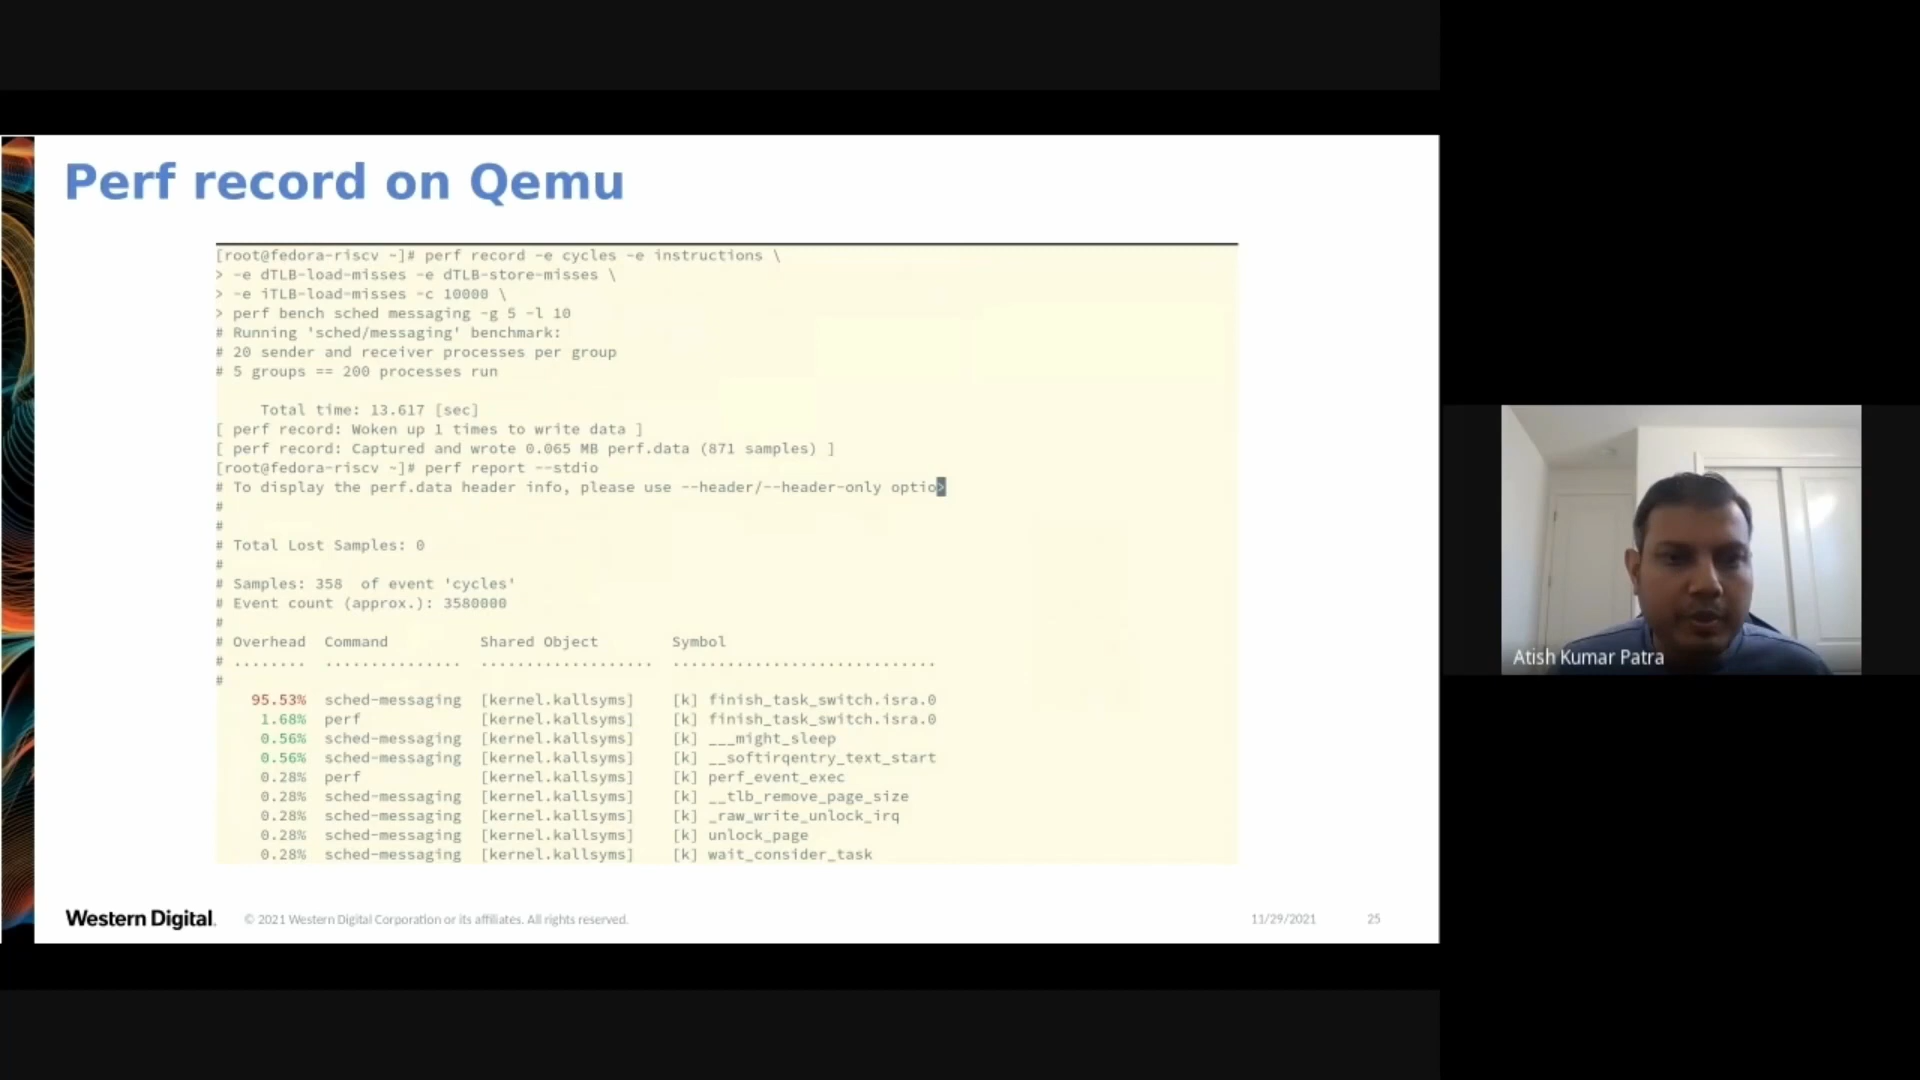 Perf record on Qemu
[root@fedora-riscv ~]# perf record -e cycles -e instructions \
> -e dTLB-load-misses -e dTLB-store-misses \
> -e iTLB-load-misses -c 10000 \
> perf bench sched messaging -g 5 -l 10
# Running 'sched/messaging' benchmark:
# 20 sender and receiver processes per group
# 5 groups == 200 processes run
Total time: 13.617 [sec]
[ perf record: Woken up 1 times to write data ]
[ perf record: Captured and wrote 0.065 MB perf.data (871 samples) ]
[root@fedora-riscv ~]# perf report --stdio
# To display the perf.data header info, please use --header/--header-only optio>
#
#
# Total Lost Samples: 0
#
# Samples: 358  of event 'cycles'
# Event count (approx.): 3580000
#
# Overhead  Command          Shared Object        Symbol
# ........  ...............  ...................  .............................
#
95.53%  sched-messaging  [kernel.kallsyms]    [k] finish_task_switch.isra.0
1.68%  perf             [kernel.kallsyms]    [k] finish_task_switch.isra.0
0.56%  sched-messaging  [kernel.kallsyms]    [k] ___might_sleep
0.56%  sched-messaging  [kernel.kallsyms]    [k] __softirqentry_text_start
0.28%  perf             [kernel.kallsyms]    [k] perf_event_exec
0.28%  sched-messaging  [kernel.kallsyms]    [k] __tlb_remove_page_size
0.28%  sched-messaging  [kernel.kallsyms]    [k] _raw_write_unlock_irq
0.28%  sched-messaging  [kernel.kallsyms]    [k] unlock_page
0.28%  sched-messaging  [kernel.kallsyms]    [k] wait_consider_task
Western Digital. © 2021 Western Digital Corporation or its affiliates. All rights reserved. 11/29/2021 25
Atish Kumar Patra